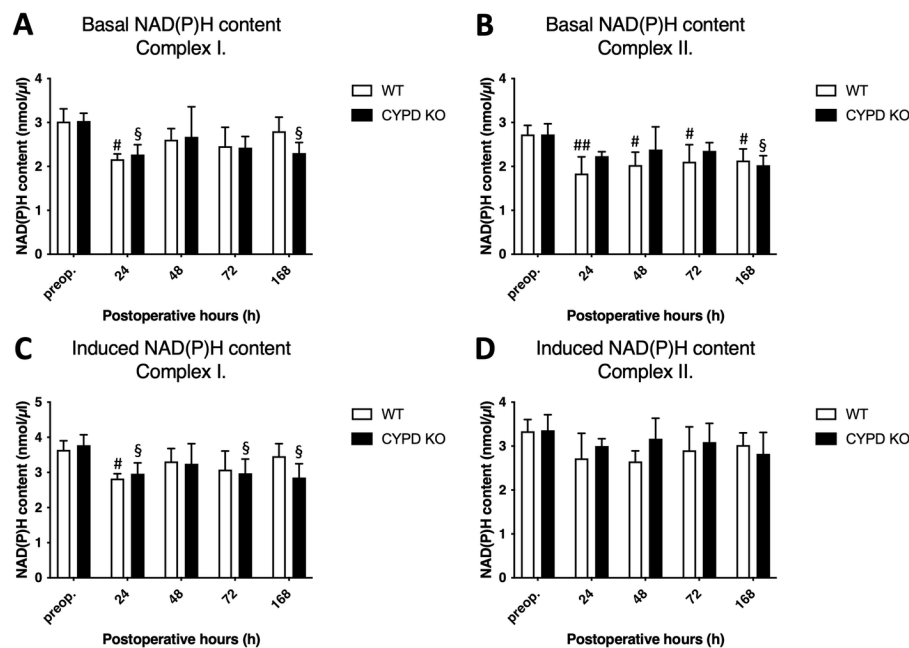 A
Basal NAD(P)H content
Complex I.
NAD(P)H content (nmol/µl)
4
3
2
1
0
#
§
§
preop.
24
48
72
168
Postoperative hours (h)
WT
CYPD KO
B
Basal NAD(P)H content
Complex II.
NAD(P)H content (nmol/µl)
4
3
2
1
0
##
#
#
#
§
preop.
24
48
72
168
Postoperative hours (h)
WT
CYPD KO
C
Induced NAD(P)H content
Complex I.
NAD(P)H content (nmol/µl)
5
4
3
2
1
0
#
§
§
§
preop.
24
48
72
168
Postoperative hours (h)
WT
CYPD KO
D
Induced NAD(P)H content
Complex II.
NAD(P)H content (nmol/µl)
4
3
2
1
0
preop.
24
48
72
168
Postoperative hours (h)
WT
CYPD KO